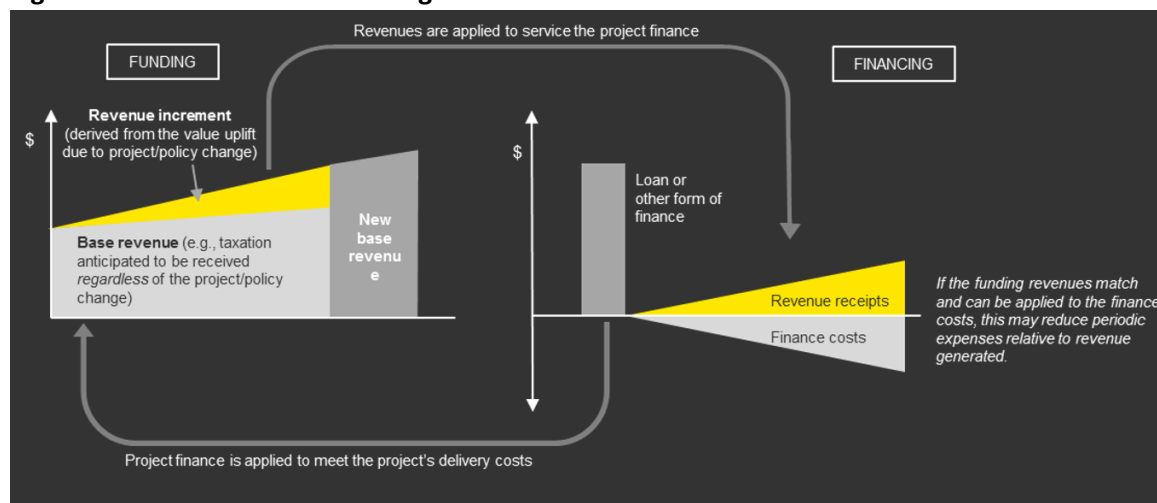 Revenues are applied to service the project finance
FUNDING
FINANCING
Revenue increment
(derived from the value uplift
due to project/policy change)
$
Base revenue (e.g., taxation
anticipated to be received
regardless of the project/policy
change)
New
base
revenu
e
$
Loan or
other form of
finance
Revenue receipts
Finance costs
If the funding revenues match
and can be applied to the finance
costs, this may reduce periodic
expenses relative to revenue
generated.
Project finance is applied to meet the project's delivery costs